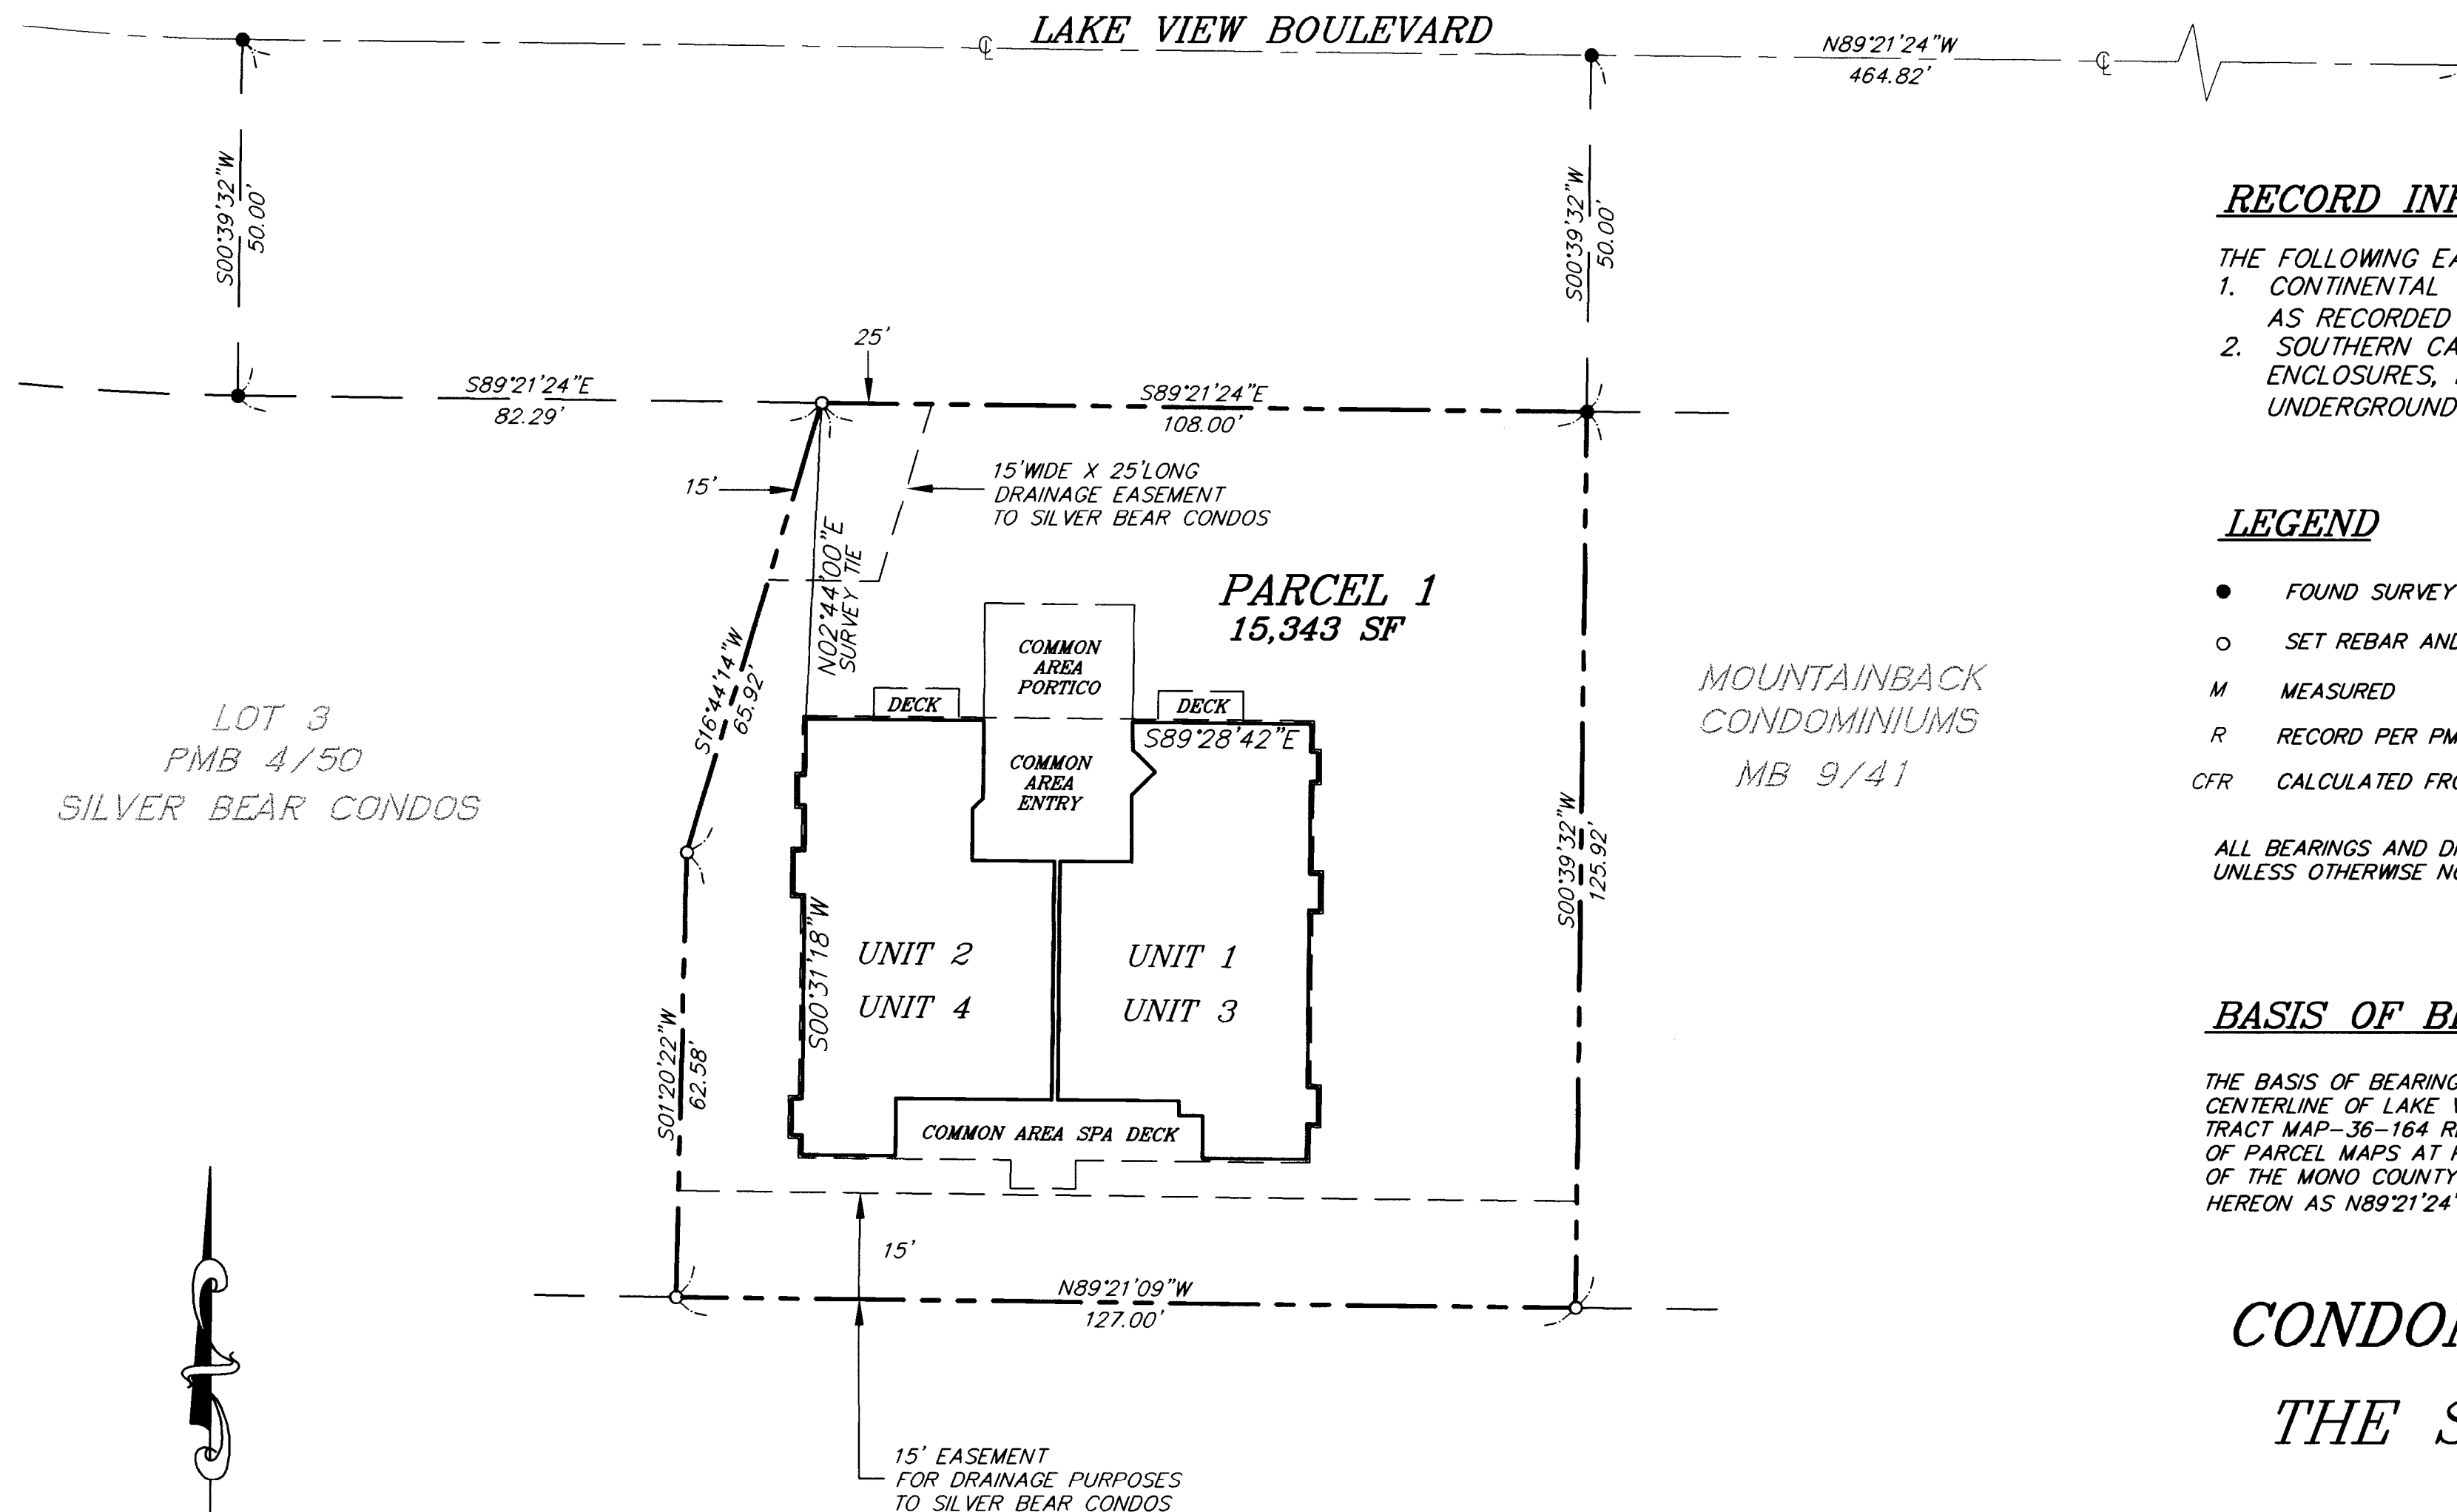 LAKE VIEW BOULEVARD
N89°21'24"W
464.82'
S00°39'32"W
50.00'
S00°39'32"W
50.00'
25'
S89°21'24"E
82.29'
S89°21'24"E
108.00'
15'
15'WIDE X 25'LONG
DRAINAGE EASEMENT
TO SILVER BEAR CONDOS
N02°44'00"E
SURVEY TIE
PARCEL 1
15,343 SF
S16°44'14"W
65.92'
COMMON
AREA
PORTICO
DECK
DECK
S89°28'42"E
COMMON
AREA
ENTRY
LOT 3
PMB 4/50
SILVER BEAR CONDOS
MOUNTAINBACK
CONDOMINIUMS
MB 9/41
S00°39'32"W
125.92'
S00°31'18"W
UNIT 2
UNIT 4
UNIT 1
UNIT 3
S01°20'22"W
62.58'
COMMON AREA SPA DECK
15'
N89°21'09"W
127.00'
15' EASEMENT
FOR DRAINAGE PURPOSES
TO SILVER BEAR CONDOS
RECORD
THE FOLLOWING
1. CONTINENTAL
AS RECORDED
2. SOUTHERN
ENCLOSURES,
UNDERGROUND
LEGEND
FOUND SURVEY
SET REBAR AND
M MEASURED
R RECORD PER
CFR CALCULATED
ALL BEARINGS AND
UNLESS OTHERWISE
BASIS OF
THE BASIS OF BEARING
CENTERLINE OF LAKE
TRACT MAP-36-164
OF PARCEL MAPS AT
OF THE MONO COUNTY
HEREON AS N89°21'24"
THE